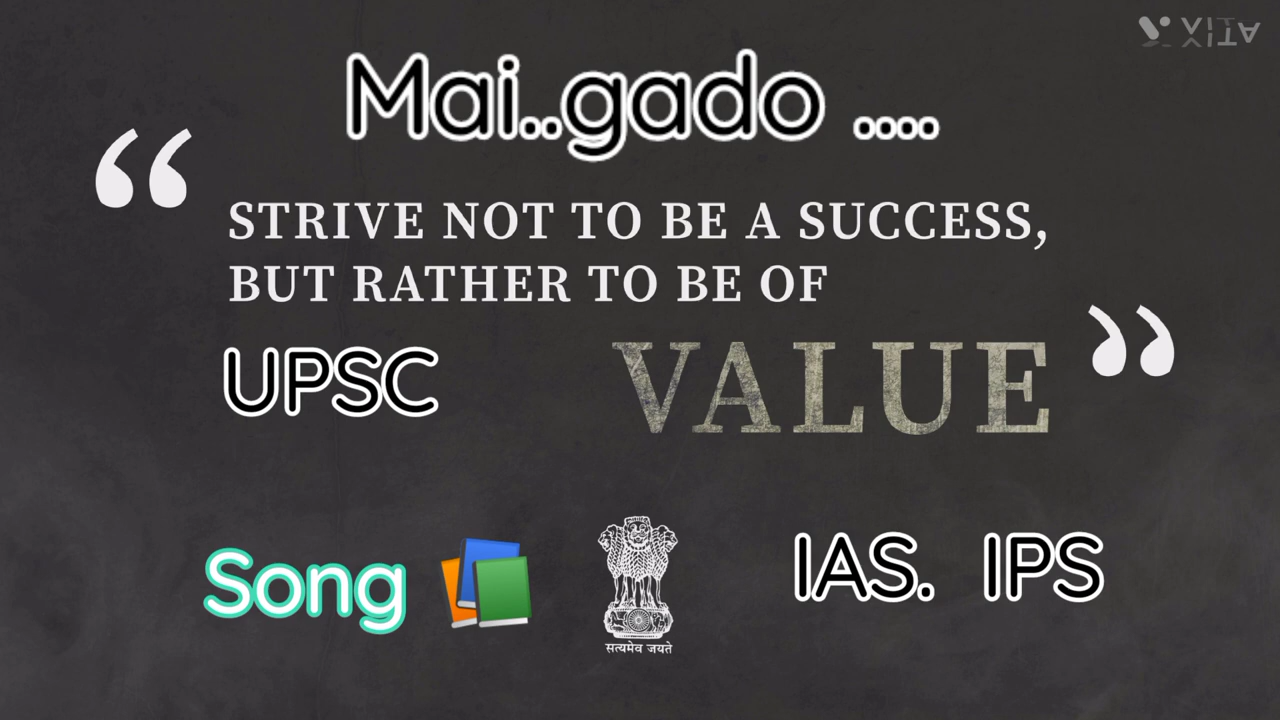 VITA
Mai..gado ....
“ STRIVE NOT TO BE A SUCCESS,
BUT RATHER TO BE OF
UPSC VALUE ”
Song IAS. IPS
सत्यमेव जयते